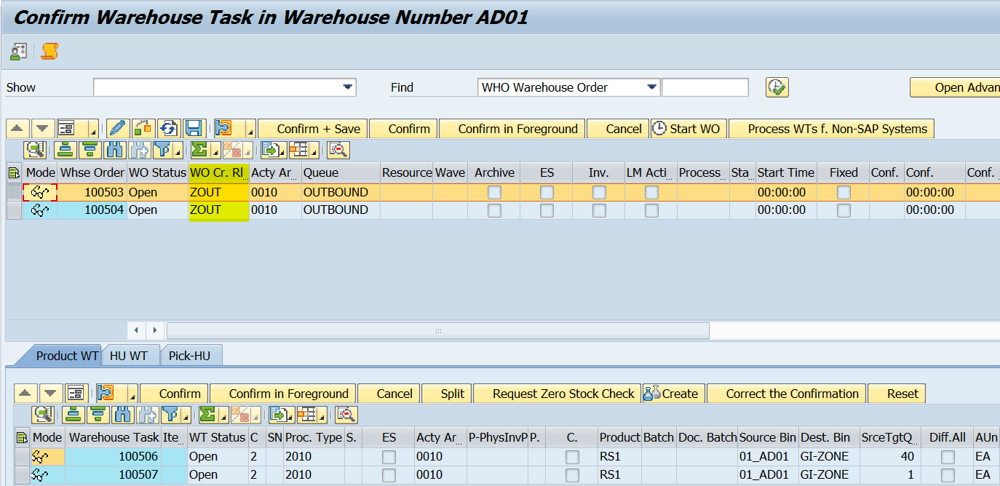 Confirm Warehouse Task in Warehouse Number AD01
Show Find WHO Warehouse Order Open Advan
Confirm + Save Confirm Confirm in Foreground Cancel Start WO Process WTs f. Non-SAP Systems
Mode Whse Order WO Status WO Cr. Rl... Acty Ar... Queue Resource Wave Archive ES Inv. LM Acti... Process... Sta... Start Time Fixed Conf. Conf. Conf.
100503 Open ZOUT 0010 OUTBOUND 00:00:00 00:00:00
100504 Open ZOUT 0010 OUTBOUND 00:00:00 00:00:00
Product WT HU WT Pick-HU
Confirm Confirm in Foreground Cancel Split Request Zero Stock Check Create Correct the Confirmation Reset
Mode Warehouse Task Ite... WT Status C SN Proc. Type S. ES Acty Ar... P-PhysInvP P. C. Product Batch Doc. Batch Source Bin Dest. Bin SrceTgtQ... Diff.All AUn
100506 Open 2 2010 0010 RS1 01_AD01 GI-ZONE 40 EA
100507 Open 2 2010 0010 RS1 01_AD01 GI-ZONE 1 EA